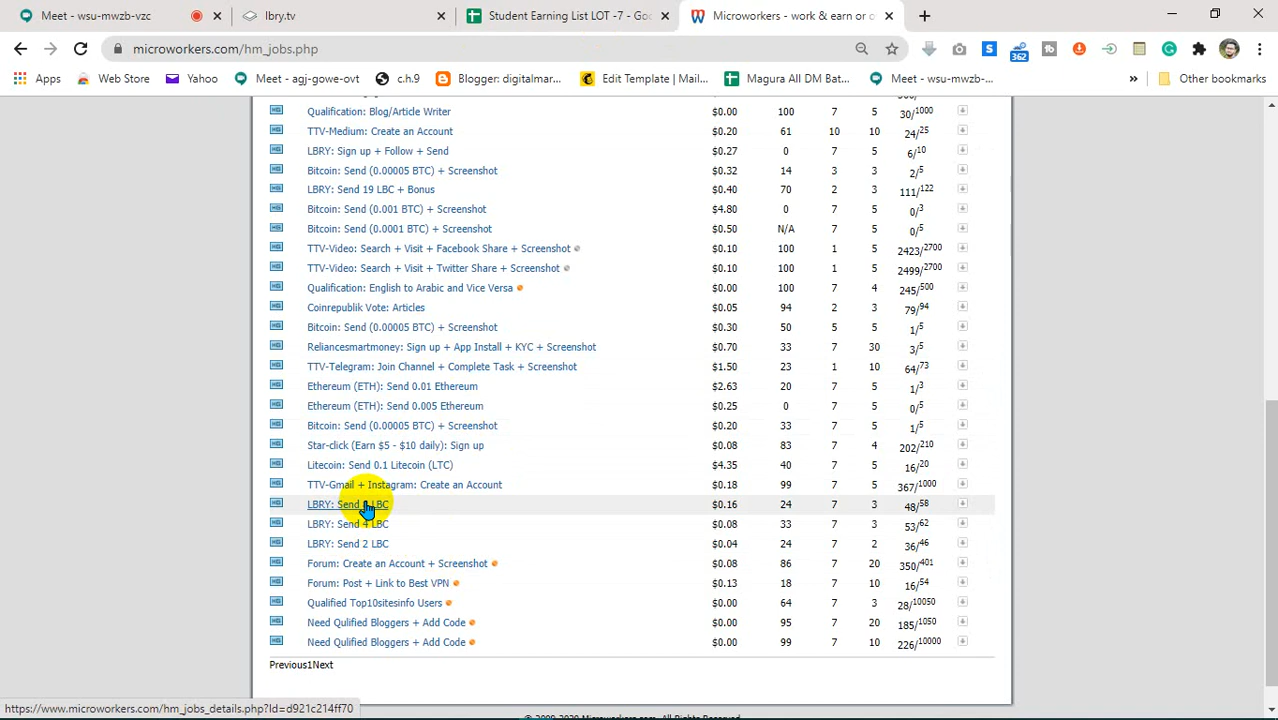 Meet - wsu-mwb-vzc
lbry.tv
Student Earning List LOT -7 - Go
Microworkers - work & earn or o
microworkers.com/hm_jobs.php
362
Apps Web Store Yahoo Meet - agj-gowe-ovt c.h.9 Blogger: digitalmar... Edit Template | Mail... Magura All DM Bat... Meet - wsu-mwzb-... » Other bookmarks
Qualification: Blog/Article Writer $0.00 100 7 5 30/1000
TTV-Medium: Create an Account $0.20 61 10 10 24/25
LBRY: Sign up + Follow + Send $0.27 0 7 5 6/10
Bitcoin: Send (0.00005 BTC) + Screenshot $0.32 14 3 3 2/5
LBRY: Send 19 LBC + Bonus $0.40 70 2 3 111/122
Bitcoin: Send (0.001 BTC) + Screenshot $4.80 0 7 5 0/3
Bitcoin: Send (0.0001 BTC) + Screenshot $0.50 N/A 7 5 0/5
TTV-Video: Search + Visit + Facebook Share + Screenshot $0.10 100 1 5 2423/2700
TTV-Video: Search + Visit + Twitter Share + Screenshot $0.10 100 1 5 2499/2700
Qualification: English to Arabic and Vice Versa $0.00 100 7 4 245/500
Coinrepublik Vote: Articles $0.05 94 2 3 79/94
Bitcoin: Send (0.00005 BTC) + Screenshot $0.30 50 5 5 1/5
Reliancesmartmoney: Sign up + App Install + KYC + Screenshot $0.70 33 7 30 3/5
TTV-Telegram: Join Channel + Complete Task + Screenshot $1.50 23 1 10 64/73
Ethereum (ETH): Send 0.01 Ethereum $2.63 20 7 5 1/3
Ethereum (ETH): Send 0.005 Ethereum $0.25 0 7 5 0/5
Bitcoin: Send (0.00005 BTC) + Screenshot $0.20 33 7 5 1/5
Star-click (Earn $5 - $10 daily): Sign up $0.08 83 7 4 202/210
Litecoin: Send 0.1 Litecoin (LTC) $4.35 40 7 5 16/20
TTV-Gmail + Instagram: Create an Account $0.18 99 7 5 367/1000
LBRY: Send LBC $0.16 24 7 3 48/58
LBRY: Send 4 LBC $0.08 33 7 3 53/62
LBRY: Send 2 LBC $0.04 24 7 2 36/46
Forum: Create an Account + Screenshot $0.08 86 7 20 350/401
Forum: Post + Link to Best VPN $0.13 18 7 10 16/54
Qualified Top10sitesinfo Users $0.00 64 7 3 28/10050
Need Qulified Bloggers + Add Code $0.00 95 7 20 185/1050
Need Qulified Bloggers + Add Code $0.00 99 7 10 226/10000
Previous1Next
https://www.microworkers.com/hm_jobs_details.php?Id=d921c214ff70